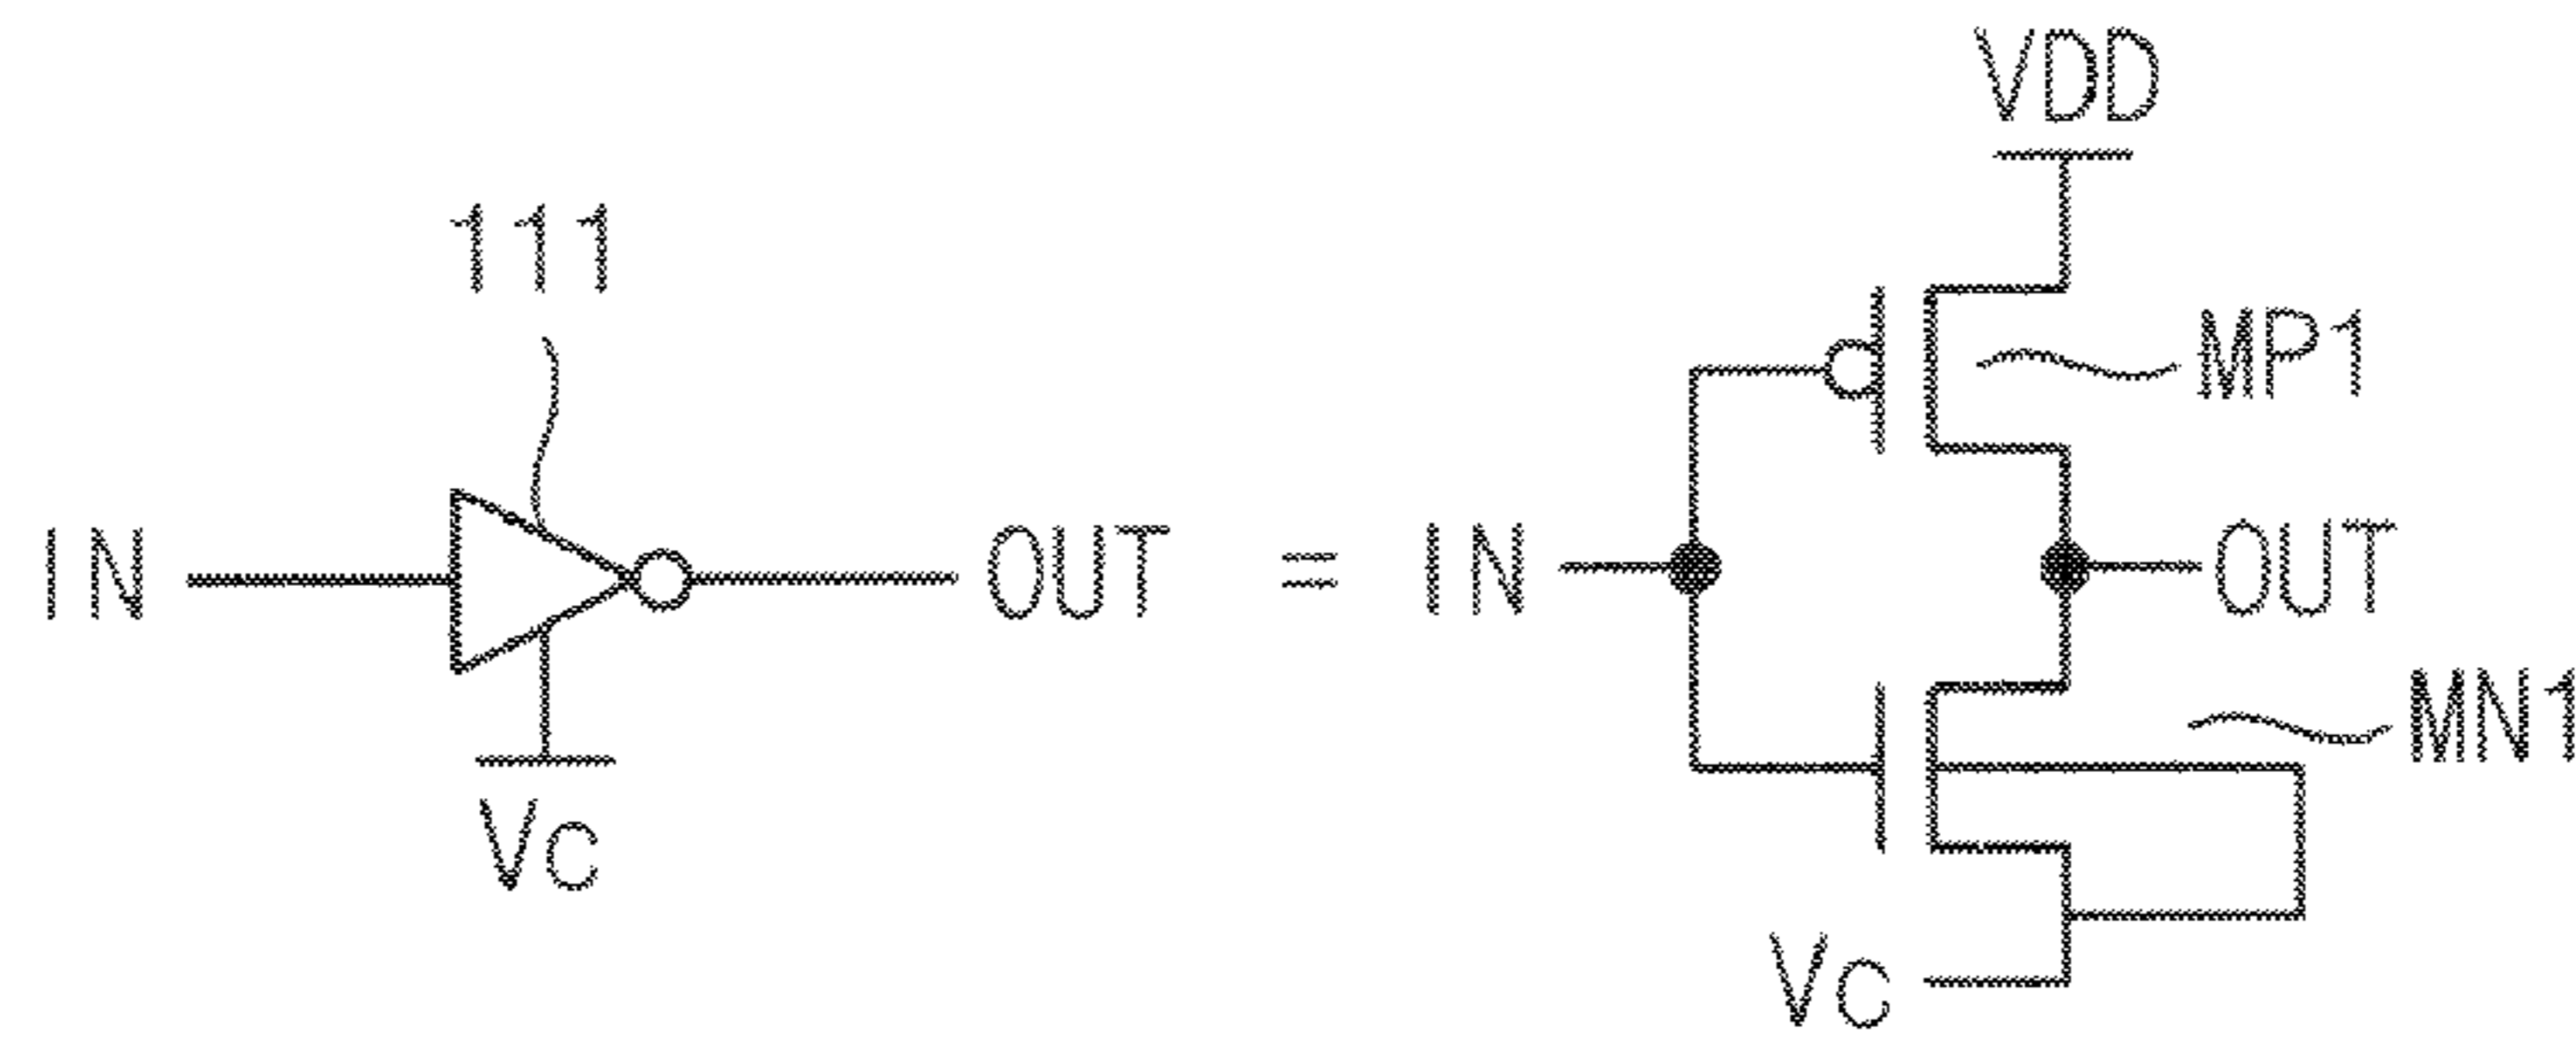 VDD
111
MP1
IN OUT = IN OUT
MN1
Vc
Vc